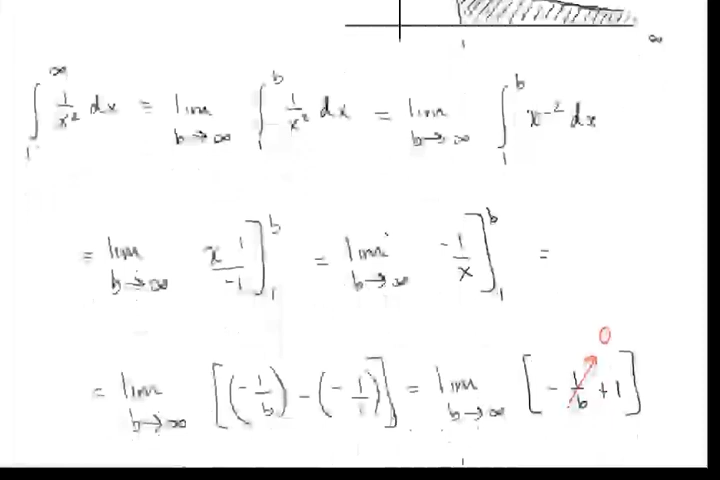 1 ∞
∫₁^∞ 1/x² dx = lim_{b→∞} ∫₁^b 1/x² dx = lim_{b→∞} ∫₁^b x⁻² dx
= lim_{b→∞} x⁻¹/-1 ]₁^b = lim_{b→∞} -1/x ]₁^b =
= lim_{b→∞} [(-1/b) - (-1/1)] = lim_{b→∞} [-1/b + 1] 0